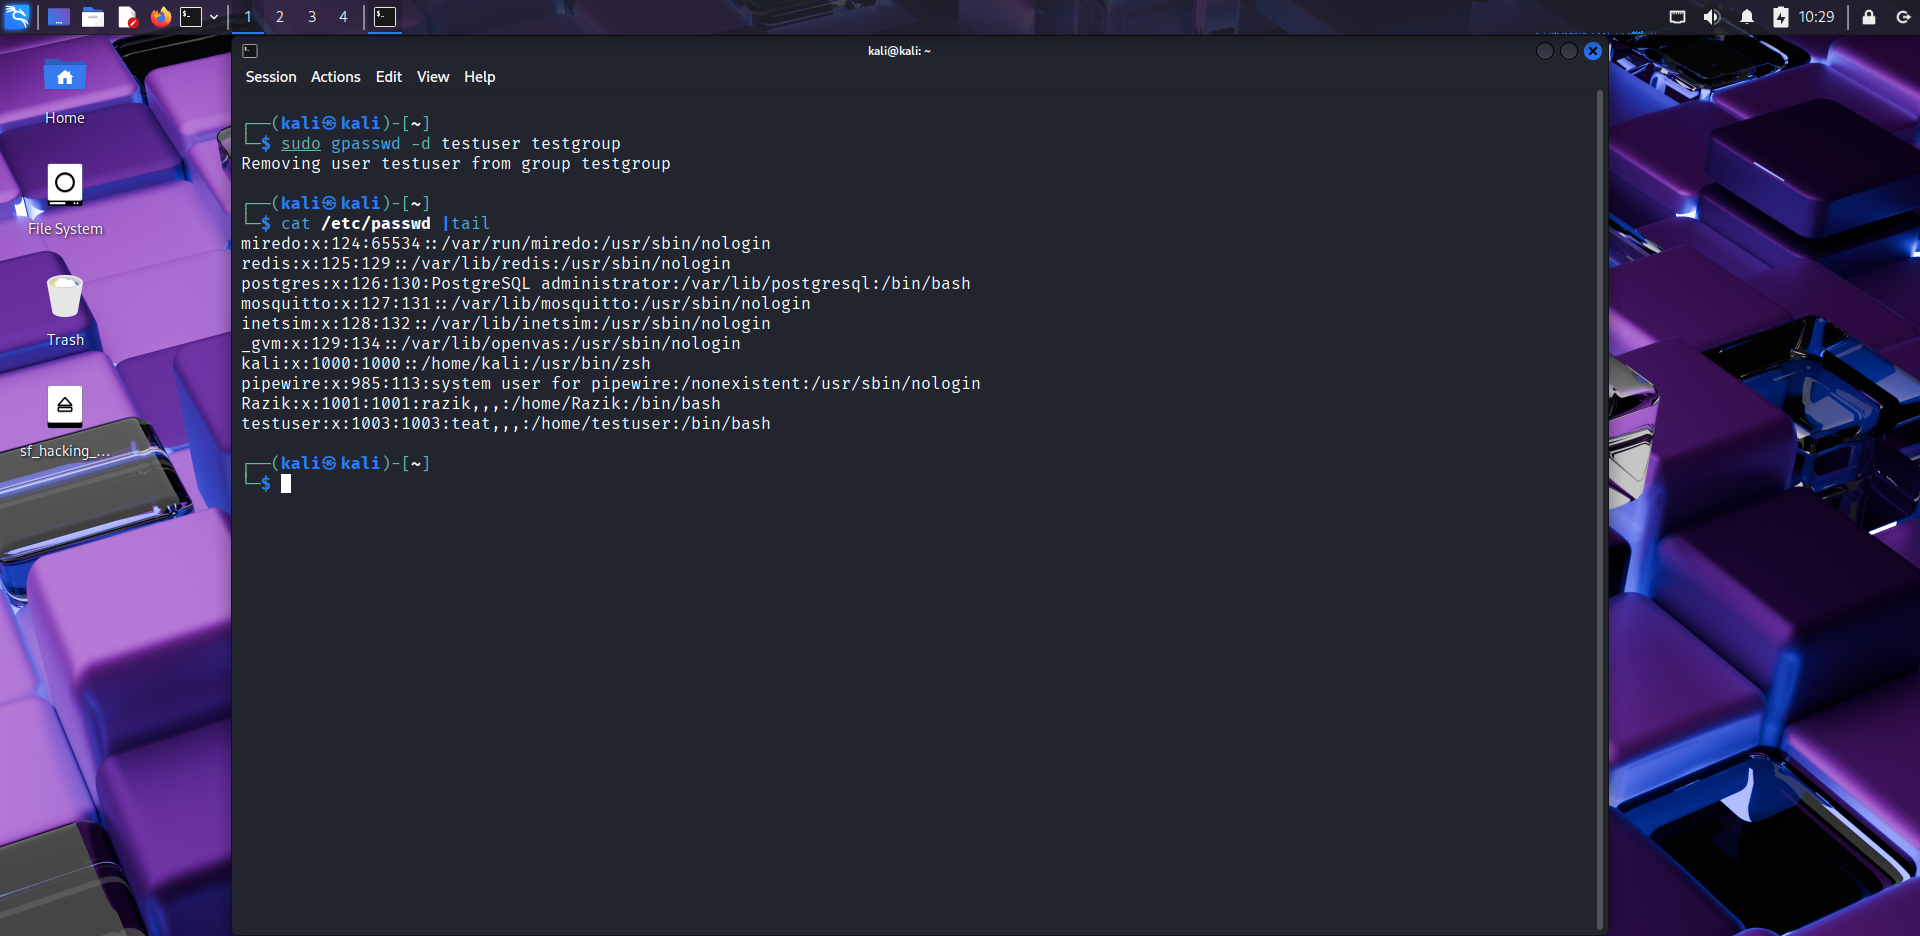 1 2 3 4
10:29
kali@kali: ~
Session Actions Edit View Help
Home
File System
Trash
sf_hacking_...
┌──(kali㉿kali)-[~]
└─$ sudo gpasswd -d testuser testgroup
Removing user testuser from group testgroup
┌──(kali㉿kali)-[~]
└─$ cat /etc/passwd |tail
miredo:x:124:65534::/var/run/miredo:/usr/sbin/nologin
redis:x:125:129::/var/lib/redis:/usr/sbin/nologin
postgres:x:126:130:PostgreSQL administrator:/var/lib/postgresql:/bin/bash
mosquitto:x:127:131::/var/lib/mosquitto:/usr/sbin/nologin
inetsim:x:128:132::/var/lib/inetsim:/usr/sbin/nologin
_gvm:x:129:134::/var/lib/openvas:/usr/sbin/nologin
kali:x:1000:1000::/home/kali:/usr/bin/zsh
pipewire:x:985:113:system user for pipewire:/nonexistent:/usr/sbin/nologin
Razik:x:1001:1001:razik,,,:/home/Razik:/bin/bash
testuser:x:1003:1003:teat,,,:/home/testuser:/bin/bash
┌──(kali㉿kali)-[~]
└─$